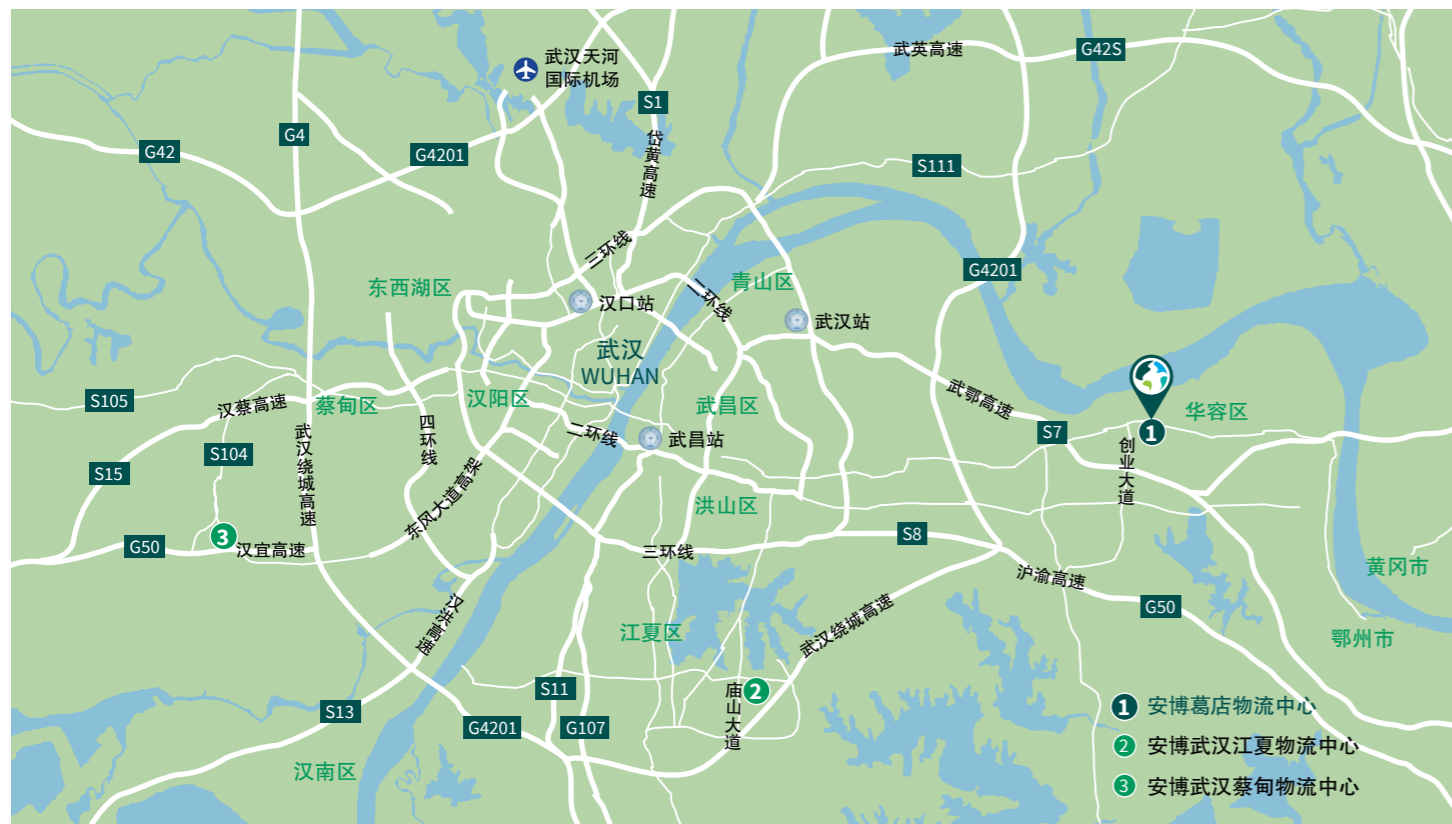 武汉天河
国际机场
武英高速
G42S
S1
G4
G42
G4201
岱黄高速
S111
三环线
G4201
东西湖区
青山区
二环线
汉口站
武汉站
武汉
WUHAN
S105
汉蔡高速
蔡甸区
汉阳区
武昌区
武鄂高速
华容区
四环线
二环线
武昌站
S7
1
创业大道
S104
武汉绕城高速
S15
东风大道高架
洪山区
3
G50
汉宜高速
三环线
S8
沪渝高速
黄冈市
G50
汉洪高速
江夏区
武汉绕城高速
鄂州市
S11
庙山大道
2
S13
G4201
G107
汉南区
1 安博葛店物流中心
2 安博武汉江夏物流中心
3 安博武汉蔡甸物流中心